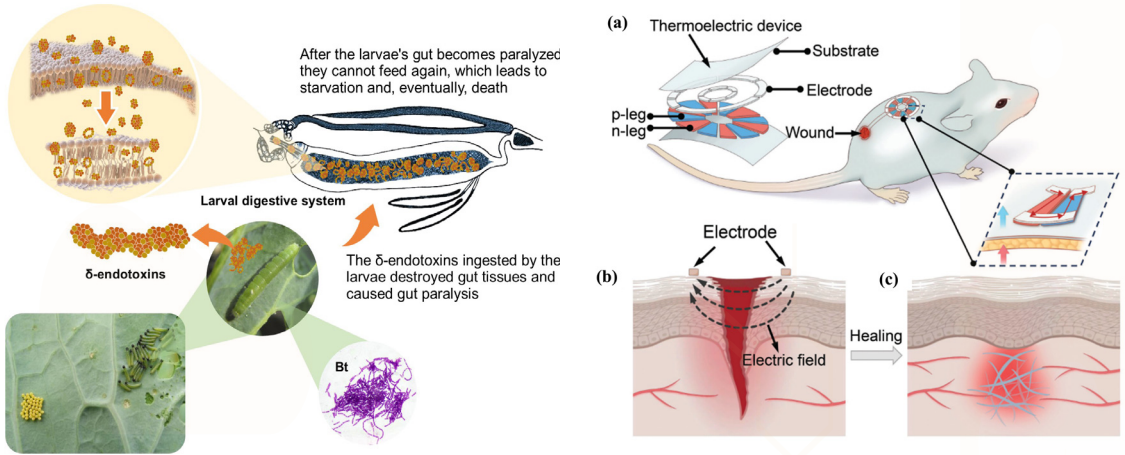 After the larvae's gut becomes paralyzed
they cannot feed again, which leads to
starvation and, eventually, death
Larval digestive system
δ-endotoxins
The δ-endotoxins ingested by the
larvae destroyed gut tissues and
caused gut paralysis
Bt
(a)
Thermoelectric device
Substrate
Electrode
p-leg
n-leg
Wound
Electrode
(b)
(c)
Healing
Electric field